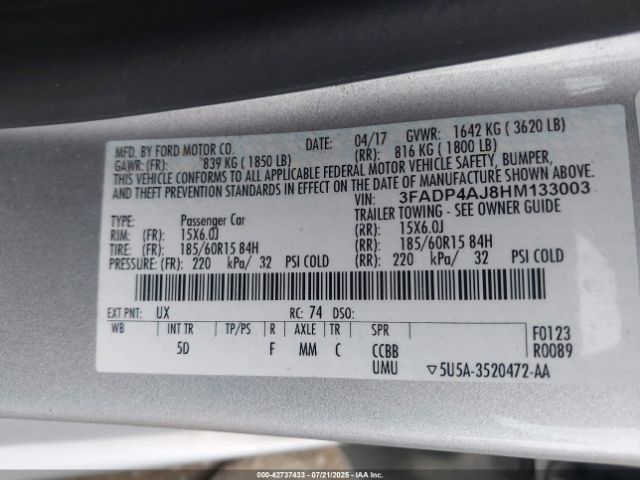 MFD. BY FORD MOTOR CO. DATE: 04/17 GVWR: 1642 KG ( 3620 LB)
GAWR: (FR): 839 KG ( 1850 LB) (RR): 816 KG ( 1800 LB)
THIS VEHICLE CONFORMS TO ALL APPLICABLE FEDERAL MOTOR VEHICLE SAFETY, BUMPER,
AND THEFT PREVENTION STANDARDS IN EFFECT ON THE DATE OF MANUFACTURE SHOWN ABOVE.
VIN: 3FADP4AJ8HM133003
TYPE: Passenger Car TRAILER TOWING - SEE OWNER GUIDE
RIM: (FR): 15X6.0J (RR): 15X6.0J
TIRE: (FR): 185/60R15 84H (RR): 185/60R15 84H
PRESSURE: (FR): 220 kPa/ 32 PSI COLD (RR): 220 kPa/ 32 PSI COLD
EXT PNT: UX RC: 74 DSO:
WB INT TR TP/PS R AXLE TR SPR F0123
5D F MM C CCBB R0089
UMU ▽5U5A-3520472-AA
© 000-42737433 - 07/21/2025 - IAAI